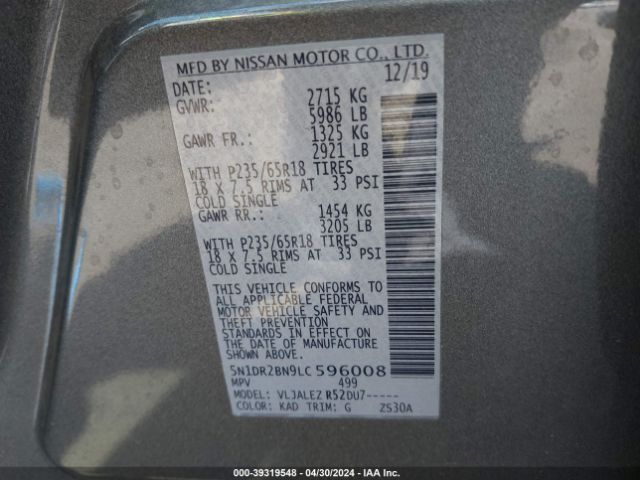 MFD BY NISSAN MOTOR CO., LTD.
DATE: 12/19
GVWR: 2715 KG
5986 LB
GAWR FR.: 1325 KG
2921 LB
WITH P235/65R18 TIRES
18 X 7.5 RIMS AT 33 PSI
COLD SINGLE
GAWR RR.: 1454 KG
3205 LB
WITH P235/65R18 TIRES
18 X 7.5 RIMS AT 33 PSI
COLD SINGLE
THIS VEHICLE CONFORMS TO
ALL APPLICABLE FEDERAL
MOTOR VEHICLE SAFETY AND
THEFT PREVENTION
STANDARDS IN EFFECT ON
THE DATE OF MANUFACTURE
SHOWN ABOVE.
5N1DR2BN9LC596008
MPV 499
MODEL: VLJALEZ R52DU7-----
COLOR: KAD TRIM: G ZS30A
000-39319548 - 04/30/2024 - IAA Inc.